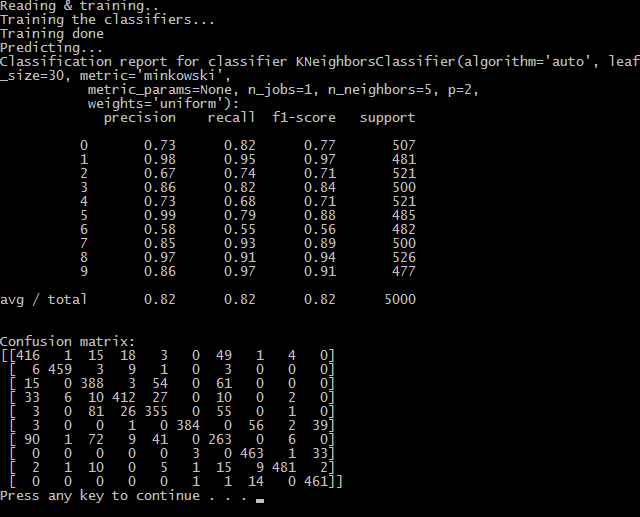 Reading & training..
Training the classifiers...
Training done
Predicting...
Classification report for classifier KNeighborsClassifier(algorithm='auto', leaf
_size=30, metric='minkowski',
           metric_params=None, n_jobs=1, n_neighbors=5, p=2,
           weights='uniform'):
             precision    recall  f1-score   support

          0       0.73      0.82      0.77       507
          1       0.98      0.95      0.97       481
          2       0.67      0.74      0.71       521
          3       0.86      0.82      0.84       500
          4       0.73      0.68      0.71       521
          5       0.99      0.79      0.88       485
          6       0.58      0.55      0.56       482
          7       0.85      0.93      0.89       500
          8       0.97      0.91      0.94       526
          9       0.86      0.97      0.91       477

avg / total       0.82      0.82      0.82      5000

Confusion matrix:
[[416   1  15  18   3   0  49   1   4   0]
 [  6 459   3   9   1   0   3   0   0   0]
 [ 15   0 388   3  54   0  61   0   0   0]
 [ 33   6  10 412  27   0  10   0   2   0]
 [  3   0  81  26 355   0  55   0   1   0]
 [  3   0   0   1   0 384   0  56   2  39]
 [ 90   1  72   9  41   0 263   0   6   0]
 [  0   0   0   0   0   3   0 463   1  33]
 [  2   1  10   0   5   1  15   9 481   2]
 [  0   0   0   0   0   1   1  14   0 461]]
Press any key to continue . . .